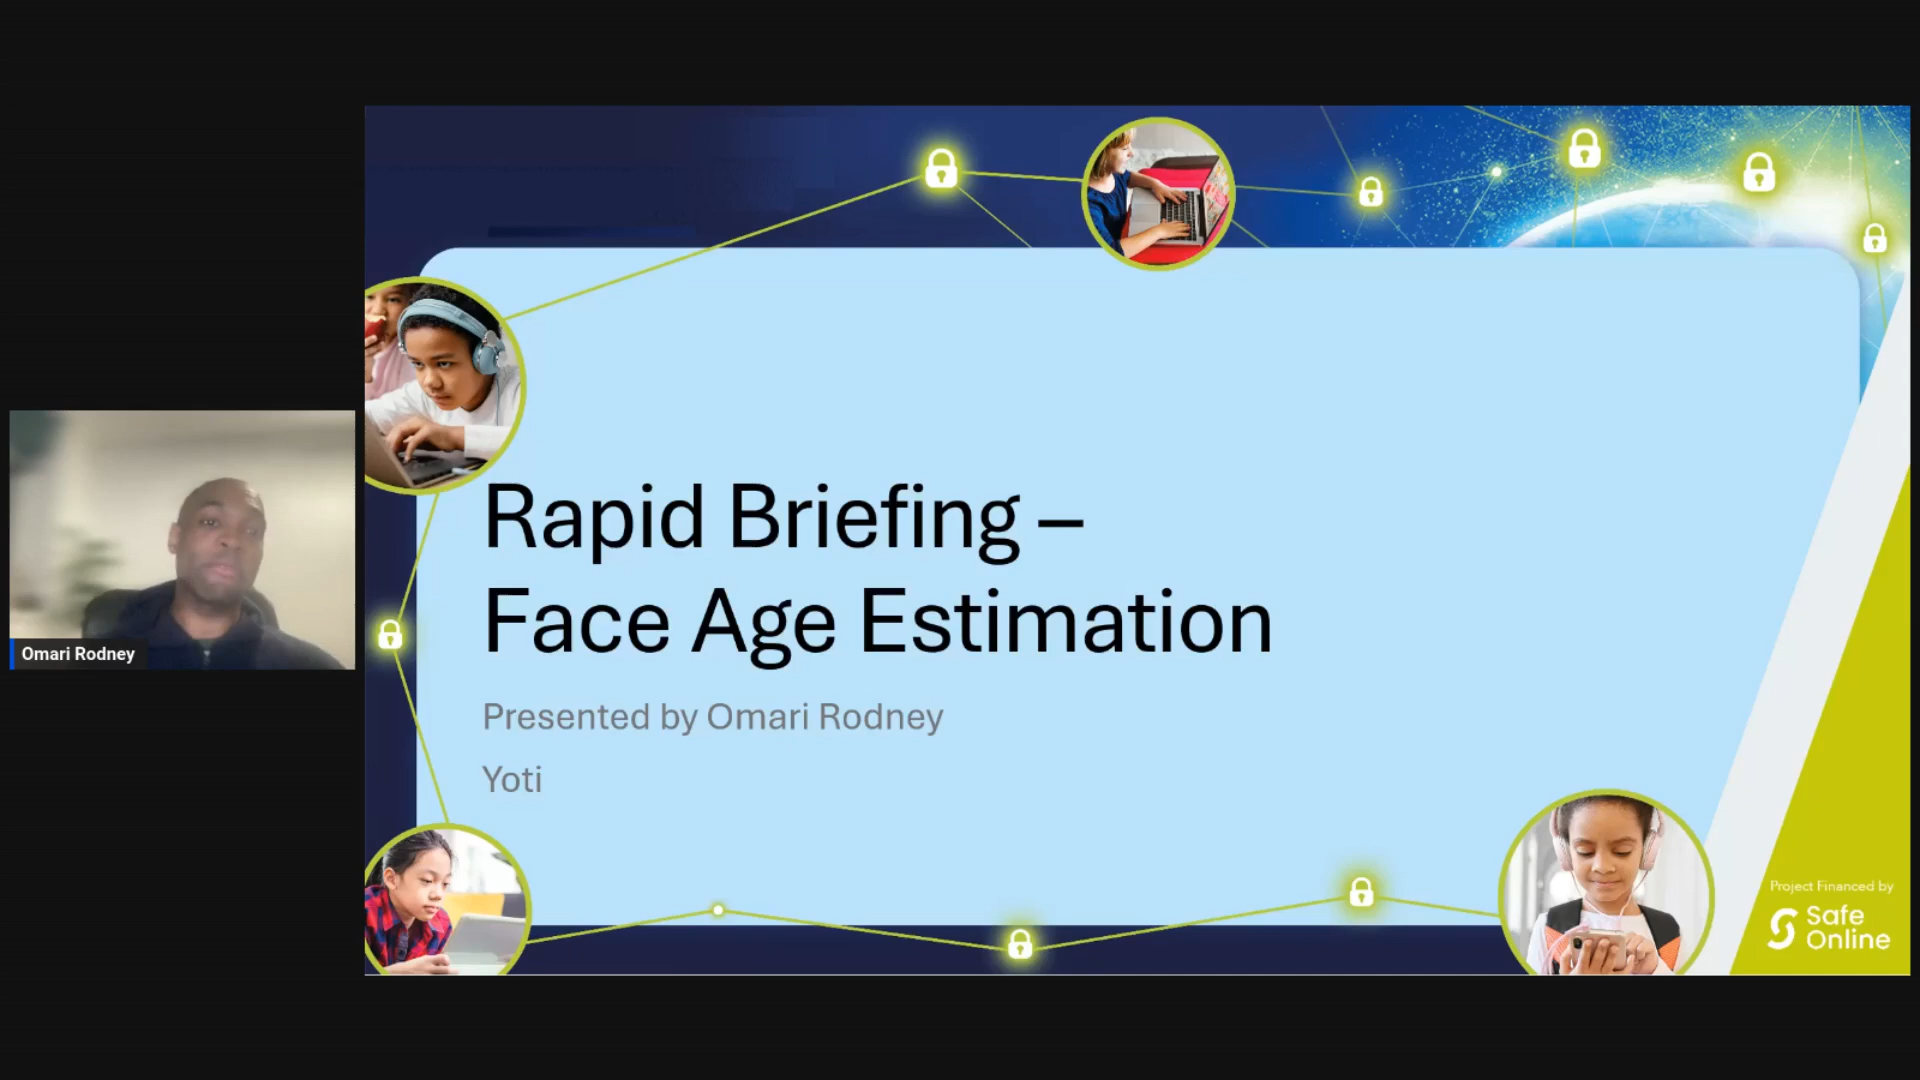 Omari Rodney
Rapid Briefing –
Face Age Estimation
Presented by Omari Rodney
Yoti
Project Financed by
Safe
Online